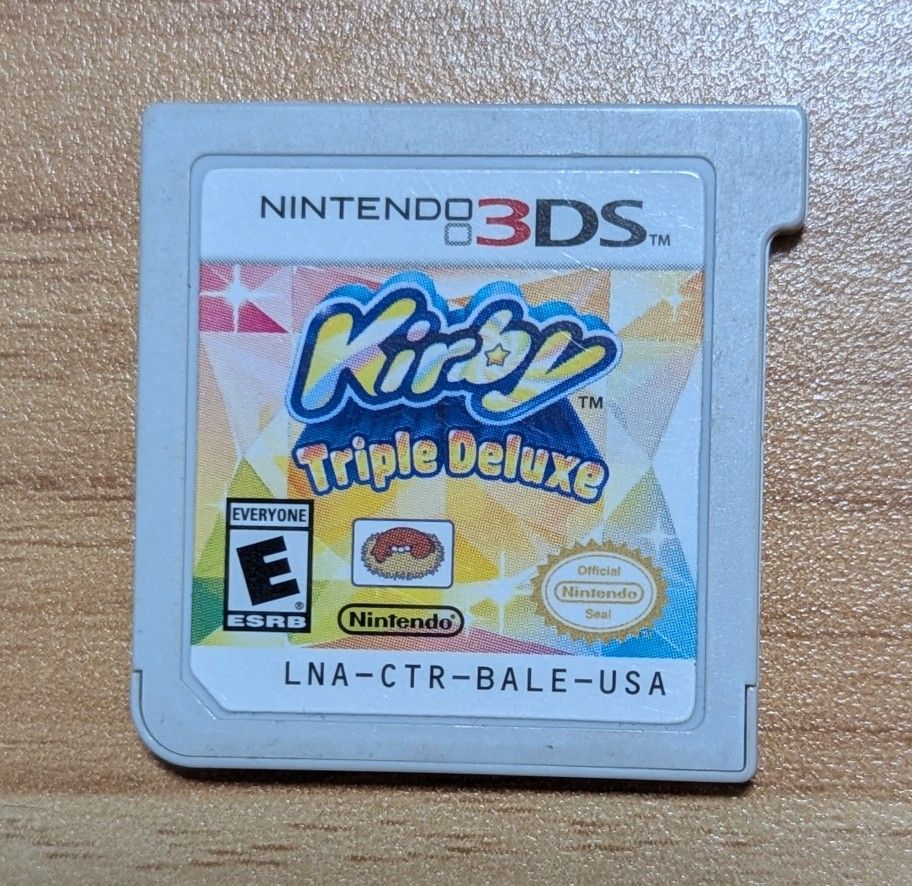 NINTENDO 3DS™
Kirby™
Triple Deluxe
EVERYONE
E®
ESRB
Nintendo®
Official
Nintendo
Seal
LNA-CTR-BALE-USA